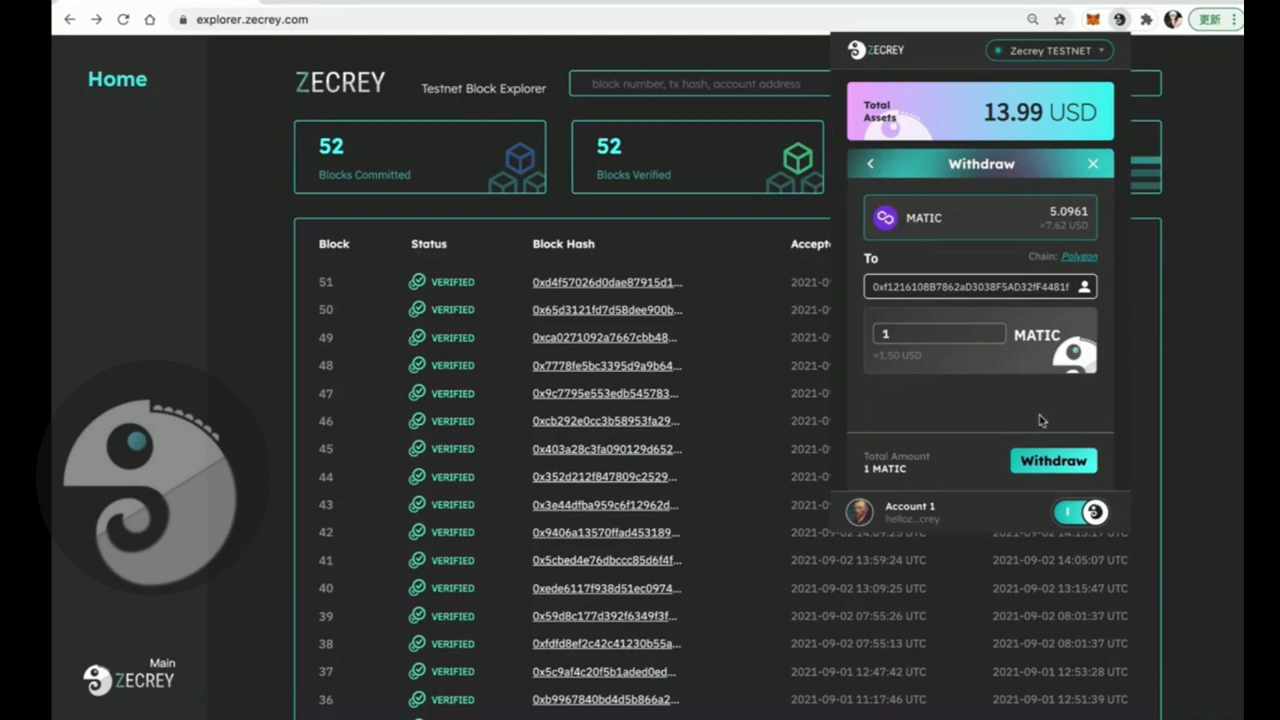 explorer.zecrey.com
更新
Home
ZECREY
Testnet Block Explorer
block number, tx hash, account address
52
Blocks Committed
52
Blocks Verified
Block Status Block Hash
51 VERIFIED 0xd4f57026d0dae87915d1...
50 VERIFIED 0x65d3121fd7d58dee900b...
49 VERIFIED 0xca0271092a7667cbb48...
48 VERIFIED 0x7778fe5bc3395d9a9b64...
47 VERIFIED 0x9c7795e553edb545783...
46 VERIFIED 0xcb292e0cc3b58953fa29...
45 VERIFIED 0x403a28c3fa090129d652...
44 VERIFIED 0x352d212f847809c2529...
43 VERIFIED 0x3e44dfba959c6f12962d...
42 VERIFIED 0x9406a13570ffad453189...
41 VERIFIED 0x5cbed4e76dbccc85d6f4f... 2021-09-02 13:59:24 UTC 2021-09-02 14:05:07 UTC
40 VERIFIED 0xede6117f938d51ec0974... 2021-09-02 13:09:25 UTC 2021-09-02 13:15:47 UTC
39 VERIFIED 0x59d8c177d392f6349f3f... 2021-09-02 07:55:26 UTC 2021-09-02 08:01:37 UTC
38 VERIFIED 0xfdfd8ef2c42c41230b55a... 2021-09-02 07:55:13 UTC 2021-09-02 08:01:37 UTC
37 VERIFIED 0x5c9af4c20f5b1aded0ed... 2021-09-01 12:47:42 UTC 2021-09-01 12:53:28 UTC
36 VERIFIED 0xb9967840bd4d5b866a2... 2021-09-01 11:17:46 UTC 2021-09-01 12:51:39 UTC
Main
ZECREY
ZECREY
Zecrey TESTNET
Total
Assets
13.99 USD
Withdraw
MATIC 5.0961
≈7.62 USD
To Chain: Polygon
0xf1216108B7862aD3038F5AD32fF4481f
1 MATIC
≈1.50 USD
Total Amount
1 MATIC
Withdraw
Account 1
helloz...crey